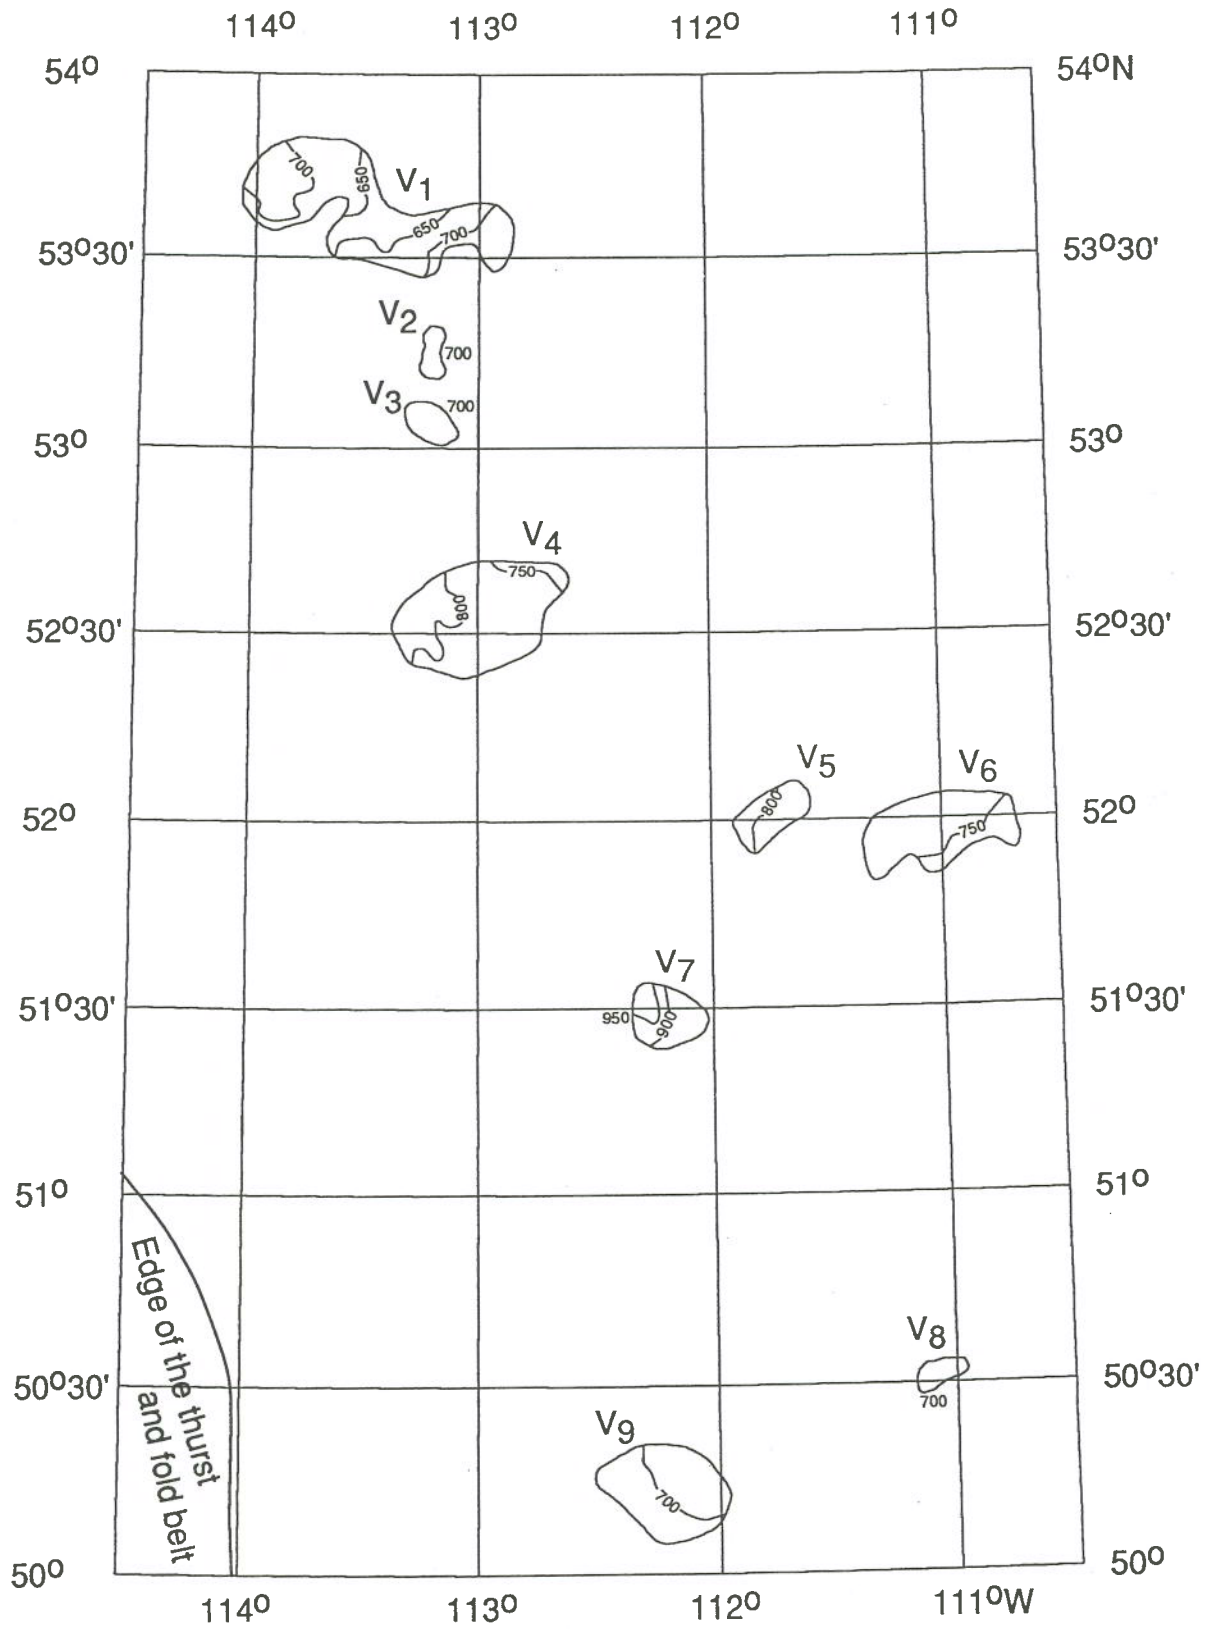 114⁰ 113⁰ 112⁰ 111⁰
54⁰ 54⁰N
700
650
V₁
650
700
53⁰30' 53⁰30'
V₂
700
V₃ 700
53⁰ 53⁰
V₄
750
800
52⁰30' 52⁰30'
V₅ V₆
800
52⁰ 52⁰
750
V₇
51⁰30' 51⁰30'
950 900
51⁰ 51⁰
Edge of the thurst
and fold belt
V₈
50⁰30' 50⁰30'
700
V₉
700
50⁰ 50⁰
114⁰ 113⁰ 112⁰ 111⁰W